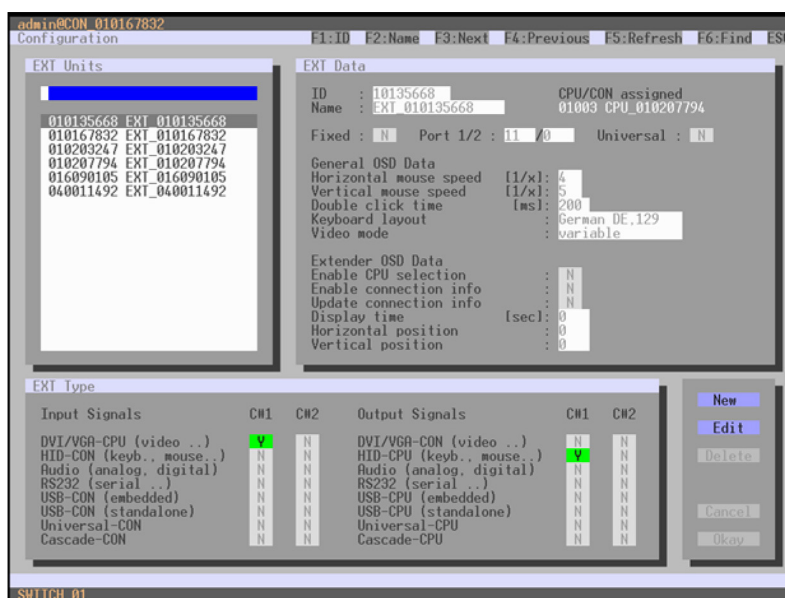 admin@CON_010167832
Configuration F1:ID F2:Name F3:Next F4:Previous F5:Refresh F6:Find ES
EXT Units
010135668 EXT_010135668
010167832 EXT_010167832
010203247 EXT_010203247
010207794 EXT_010207794
016090105 EXT_016090105
040011492 EXT_040011492
EXT Data
ID : 10135668 CPU/CON assigned
Name : EXT_010135668 01003 CPU_010207794
Fixed : N Port 1/2 : 11 /0 Universal : N
General OSD Data
Horizontal mouse speed [1/x]: 4
Vertical mouse speed [1/x]: 5
Double click time [ms]: 200
Keyboard layout : German DE,129
Video mode : variable
Extender OSD Data
Enable CPU selection : N
Enable connection info : N
Update connection info : N
Display time [sec]: 0
Horizontal position : 0
Vertical position : 0
EXT Type
Input Signals C#1 C#2 Output Signals C#1 C#2
DVI/VGA-CPU (video ..) Y N DVI/VGA-CON (video ..) N N
HID-CON (keyb., mouse..) N N HID-CPU (keyb., mouse..) Y N
Audio (analog, digital) N N Audio (analog, digital) N N
RS232 (serial ..) N N RS232 (serial ..) N N
USB-CON (embedded) N N USB-CPU (embedded) N N
USB-CON (standalone) N N USB-CPU (standalone) N N
Universal-CON N N Universal-CPU N N
Cascade-CON N N Cascade-CPU N N
New
Edit
Delete
Cancel
Okay
SWITCH_01